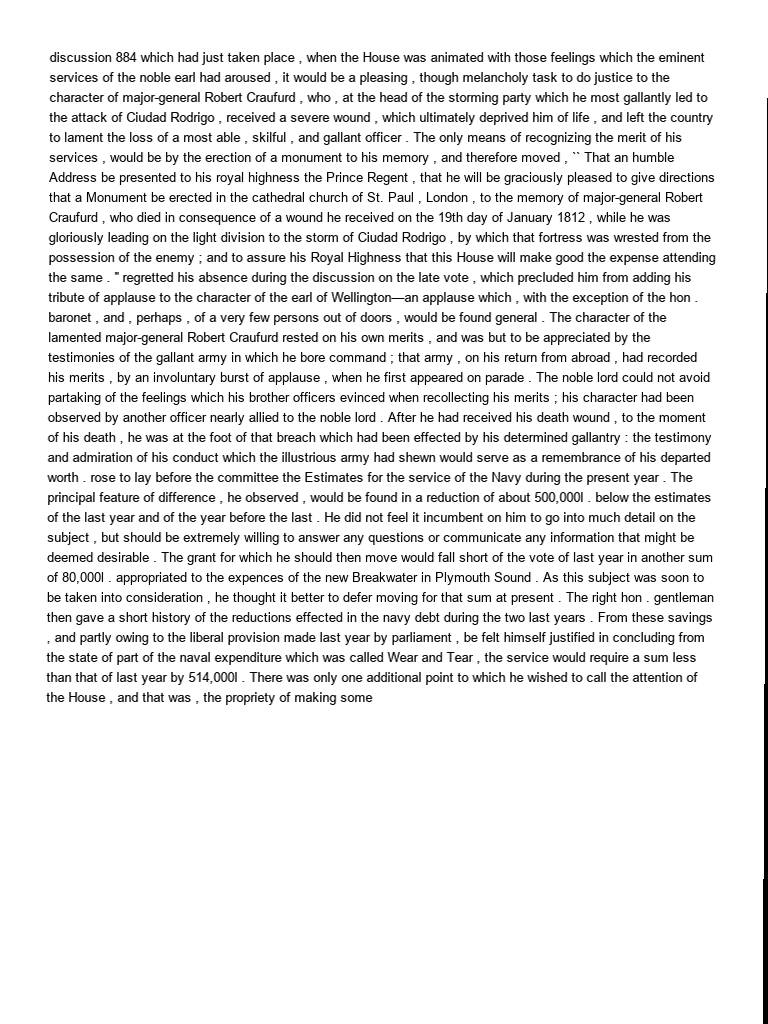 discussion 884 which had just taken place , when the House was animated with those feelings which the eminent
services of the noble earl had aroused , it would be a pleasing , though melancholy task to do justice to the
character of major-general Robert Craufurd , who , at the head of the storming party which he most gallantly led to
the attack of Ciudad Rodrigo , received a severe wound , which ultimately deprived him of life , and left the country
to lament the loss of a most able , skilful , and gallant officer . The only means of recognizing the merit of his
services , would be by the erection of a monument to his memory , and therefore moved , `` That an humble
Address be presented to his royal highness the Prince Regent , that he will be graciously pleased to give directions
that a Monument be erected in the cathedral church of St. Paul , London , to the memory of major-general Robert
Craufurd , who died in consequence of a wound he received on the 19th day of January 1812 , while he was
gloriously leading on the light division to the storm of Ciudad Rodrigo , by which that fortress was wrested from the
possession of the enemy ; and to assure his Royal Highness that this House will make good the expense attending
the same . " regretted his absence during the discussion on the late vote , which precluded him from adding his
tribute of applause to the character of the earl of Wellington—an applause which , with the exception of the hon .
baronet , and , perhaps , of a very few persons out of doors , would be found general . The character of the
lamented major-general Robert Craufurd rested on his own merits , and was but to be appreciated by the
testimonies of the gallant army in which he bore command ; that army , on his return from abroad , had recorded
his merits , by an involuntary burst of applause , when he first appeared on parade . The noble lord could not avoid
partaking of the feelings which his brother officers evinced when recollecting his merits ; his character had been
observed by another officer nearly allied to the noble lord . After he had received his death wound , to the moment
of his death , he was at the foot of that breach which had been effected by his determined gallantry : the testimony
and admiration of his conduct which the illustrious army had shewn would serve as a remembrance of his departed
worth . rose to lay before the committee the Estimates for the service of the Navy during the present year . The
principal feature of difference , he observed , would be found in a reduction of about 500,000l . below the estimates
of the last year and of the year before the last . He did not feel it incumbent on him to go into much detail on the
subject , but should be extremely willing to answer any questions or communicate any information that might be
deemed desirable . The grant for which he should then move would fall short of the vote of last year in another sum
of 80,000l . appropriated to the expences of the new Breakwater in Plymouth Sound . As this subject was soon to
be taken into consideration , he thought it better to defer moving for that sum at present . The right hon . gentleman
then gave a short history of the reductions effected in the navy debt during the two last years . From these savings
, and partly owing to the liberal provision made last year by parliament , be felt himself justified in concluding from
the state of part of the naval expenditure which was called Wear and Tear , the service would require a sum less
than that of last year by 514,000l . There was only one additional point to which he wished to call the attention of
the House , and that was , the propriety of making some